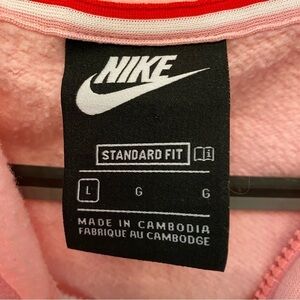 NIKE
STANDARD FIT
L G G
MADE IN CAMBODIA
FABRIQUE AU CAMBODGE